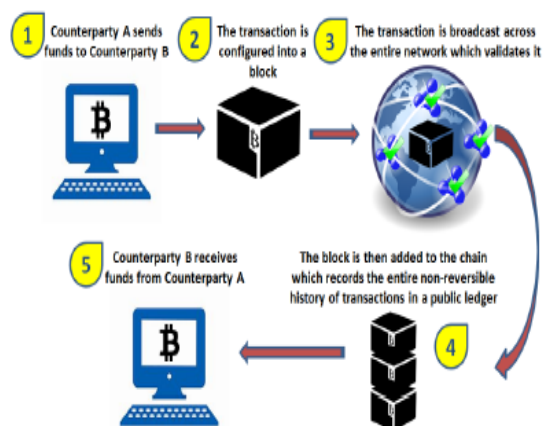 1
Counterparty A sends
funds to Counterparty B
2
The transaction is
configured into a
block
3
The transaction is broadcast across
the entire network which validates it
₿
₿
5
Counterparty B receives
funds from Counterparty A
The block is then added to the chain
which records the entire non-reversible
history of transactions in a public ledger
4
₿